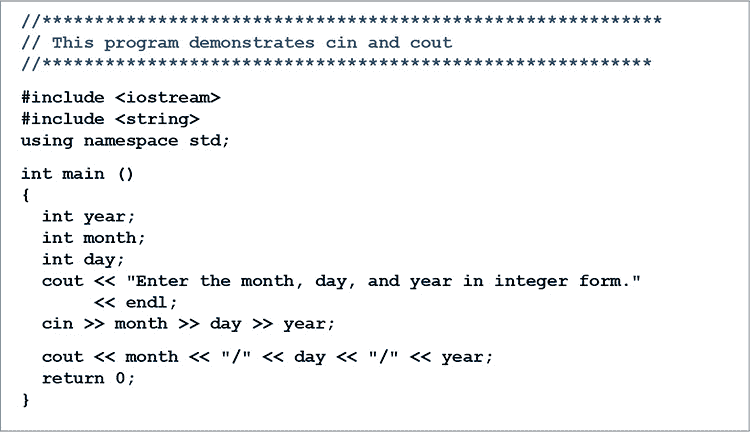 //***********************************************************
// This program demonstrates cin and cout
//**********************************************************
#include <iostream>
#include <string>
using namespace std;
int main ()
{
  int year;
  int month;
  int day;
  cout << "Enter the month, day, and year in integer form."
       << endl;
  cin >> month >> day >> year;
  cout << month << "/" << day << "/" << year;
  return 0;
}